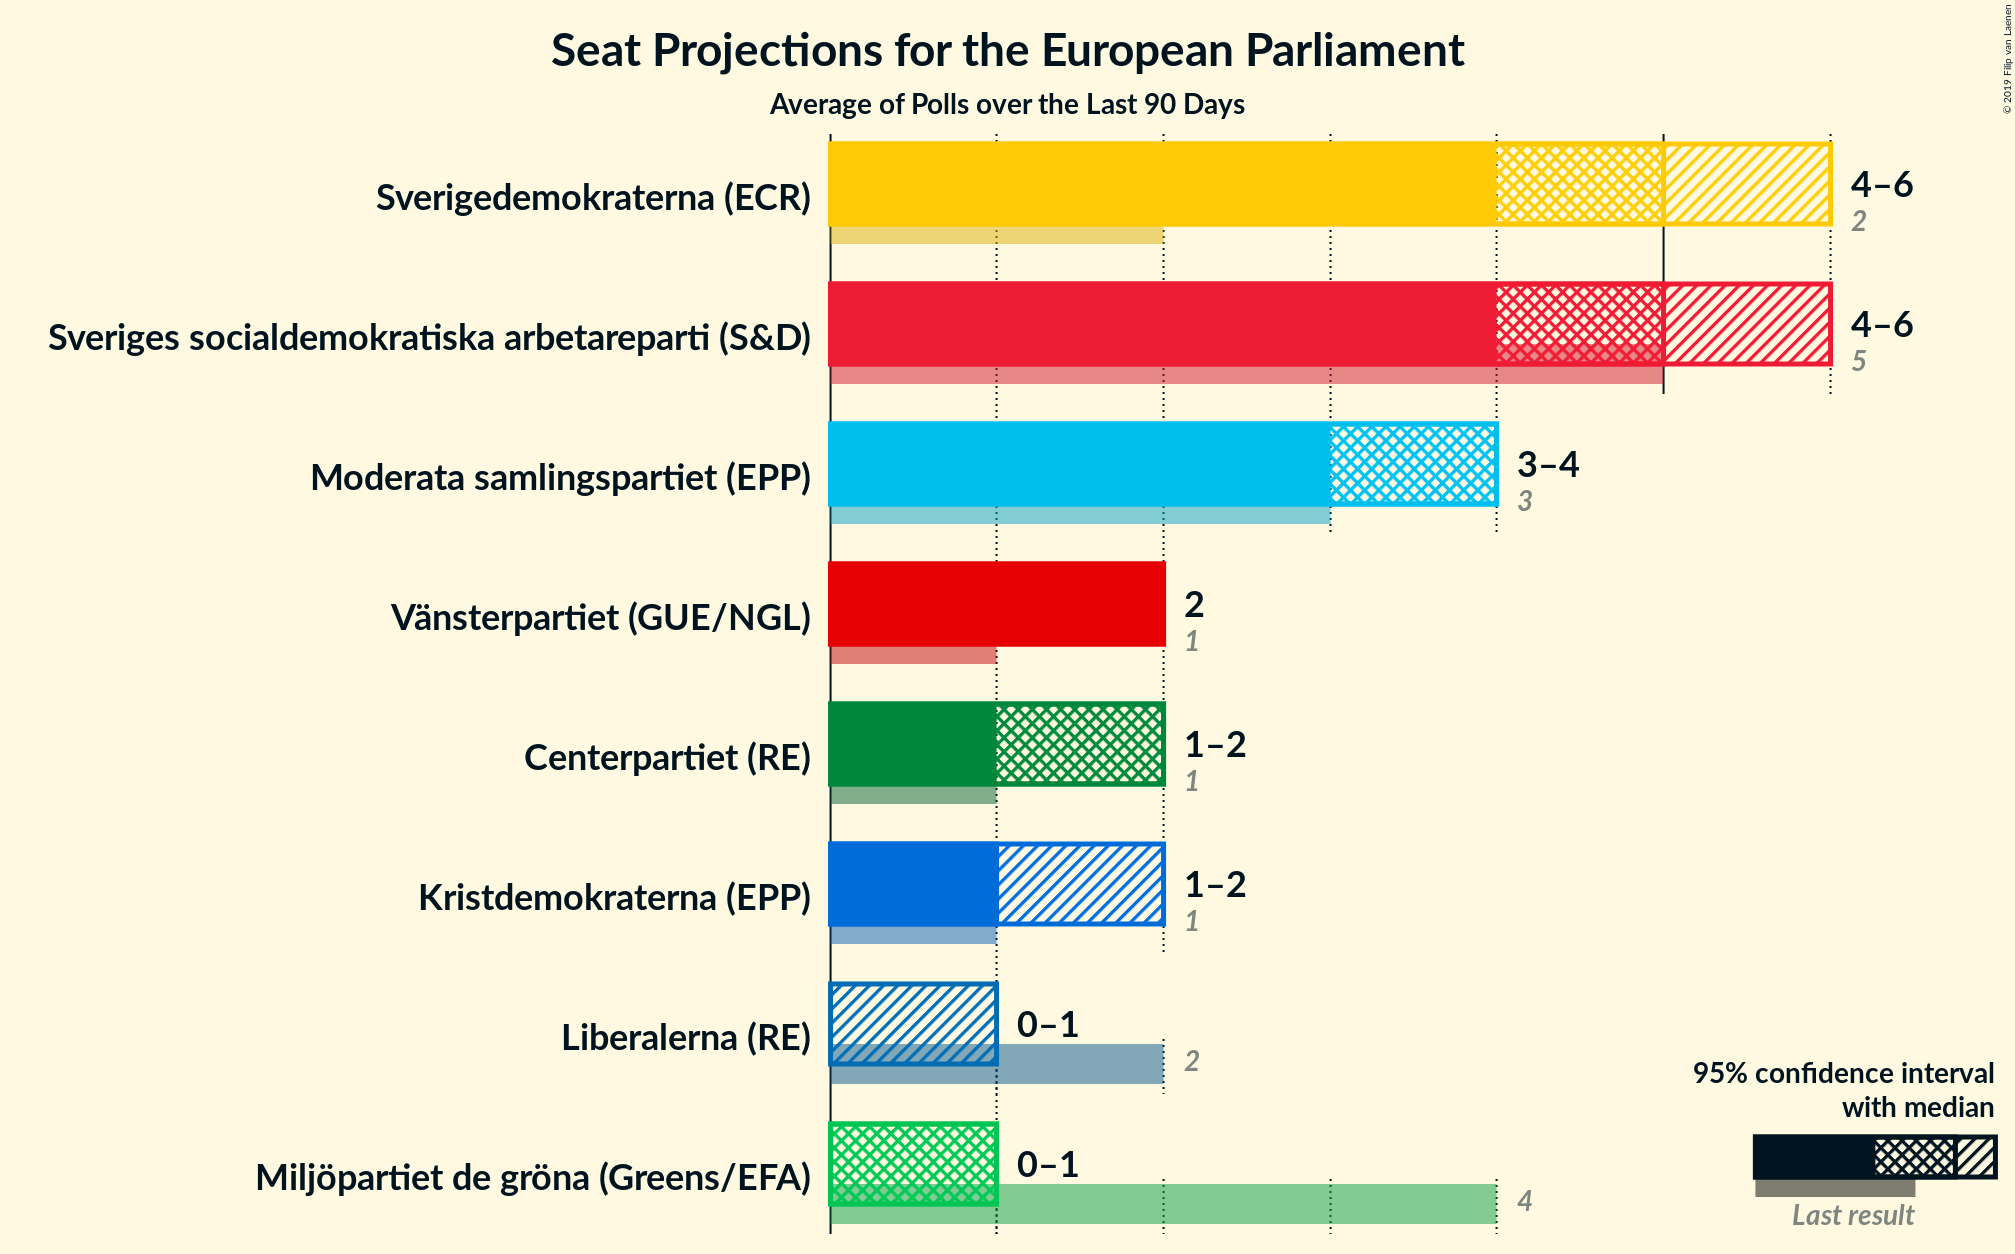 Seat Projections for the European Parliament
Average of Polls over the Last 90 Days
© 2019 Filip van Laenen
Sverigedemokraterna (ECR)
4–6
2
Sveriges socialdemokratiska arbetareparti (S&D)
4–6
5
Moderata samlingspartiet (EPP)
3–4
3
Vänsterpartiet (GUE/NGL)
2
1
Centerpartiet (RE)
1–2
1
Kristdemokraterna (EPP)
1–2
1
Liberalerna (RE)
0–1
2
Miljöpartiet de gröna (Greens/EFA)
0–1
4
95% confidence interval
with median
Last result